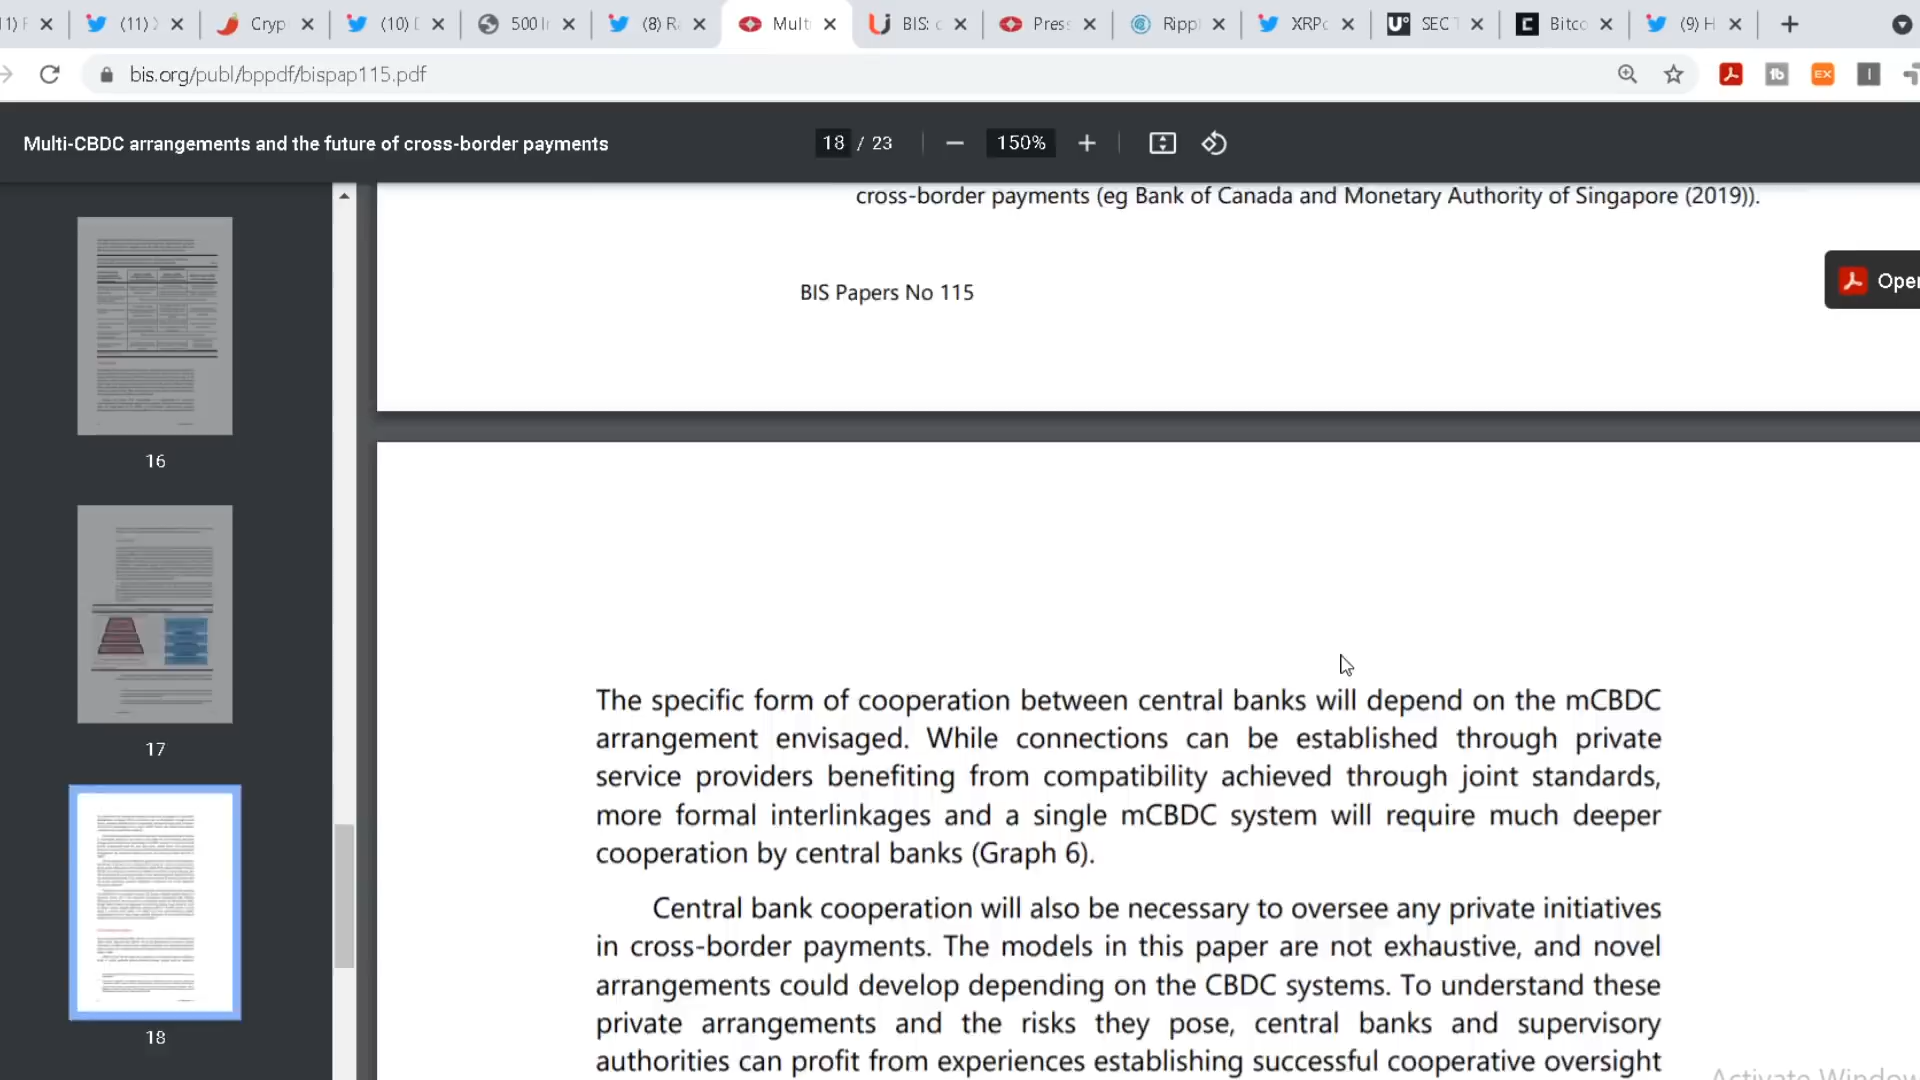 1) F
(11)
Cryp
(10)
500 I
(8) R
Mult
BIS:
Pres
Ripp
XRP
SEC
Bitc
(9) H
bis.org/publ/bppdf/bispap115.pdf
EX
Multi-CBDC arrangements and the future of cross-border payments
18 / 23
150%
cross-border payments (eg Bank of Canada and Monetary Authority of Singapore (2019)).
BIS Papers No 115
Open
16
17
18
The specific form of cooperation between central banks will depend on the mCBDC
arrangement envisaged. While connections can be established through private
service providers benefiting from compatibility achieved through joint standards,
more formal interlinkages and a single mCBDC system will require much deeper
cooperation by central banks (Graph 6).
Central bank cooperation will also be necessary to oversee any private initiatives
in cross-border payments. The models in this paper are not exhaustive, and novel
arrangements could develop depending on the CBDC systems. To understand these
private arrangements and the risks they pose, central banks and supervisory
authorities can profit from experiences establishing successful cooperative oversight
Activate Window